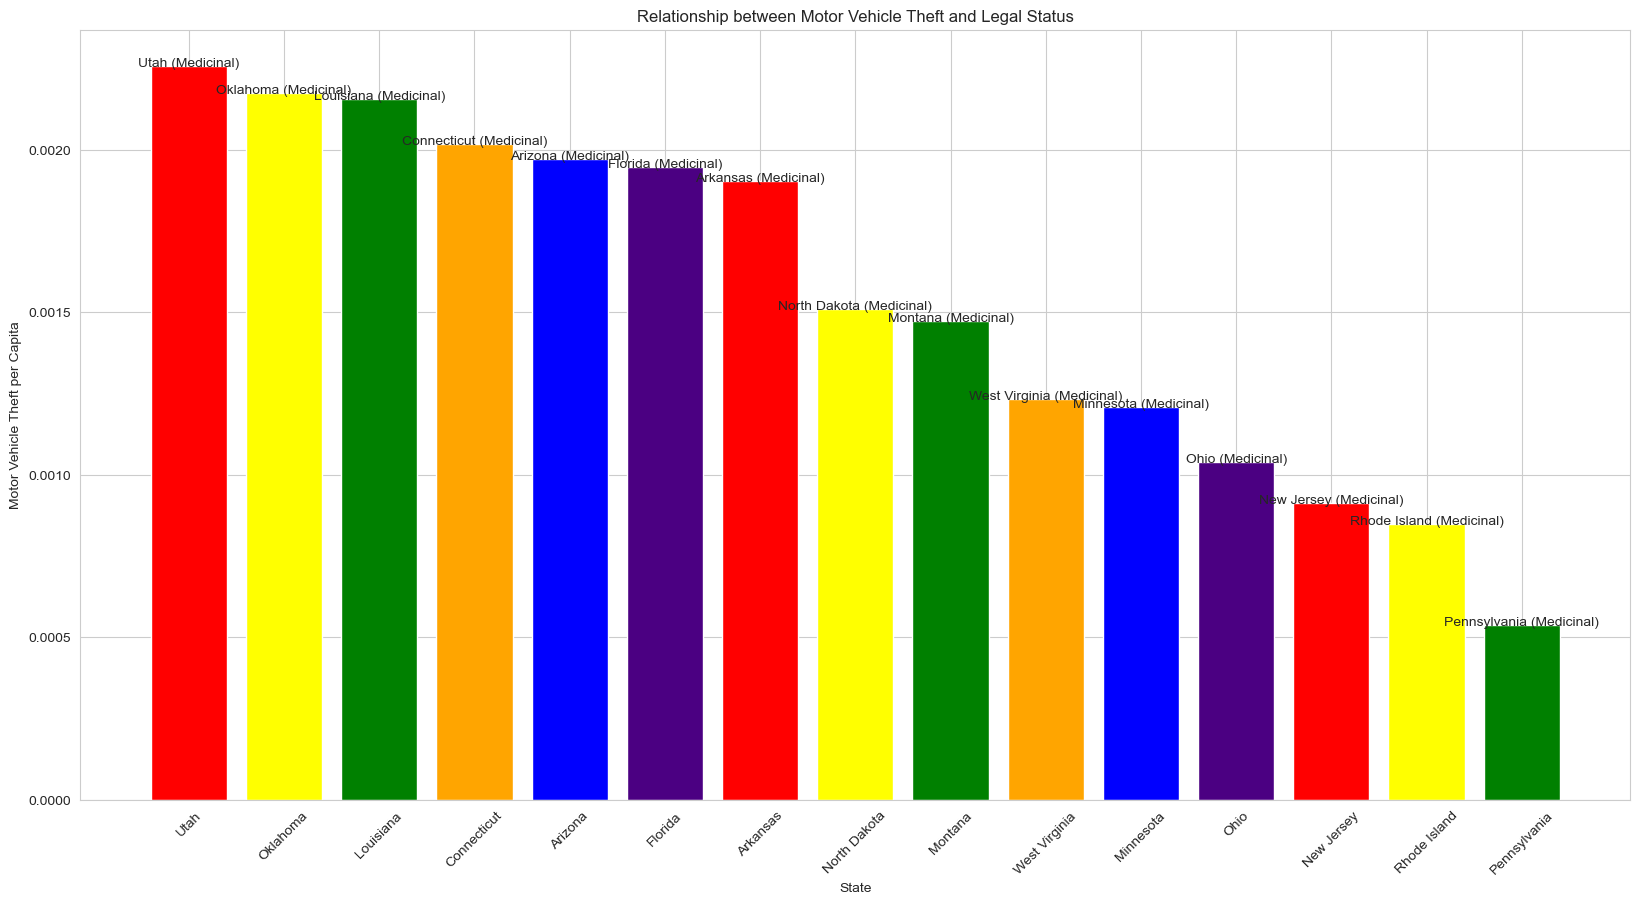 Relationship between Motor Vehicle Theft and Legal Status
Utah (Medicinal)
Oklahoma (Medicinal)
Louisiana (Medicinal)
Connecticut (Medicinal)
Arizona (Medicinal)
Florida (Medicinal)
Arkansas (Medicinal)
North Dakota (Medicinal)
Montana (Medicinal)
West Virginia (Medicinal)
Minnesota (Medicinal)
Ohio (Medicinal)
New Jersey (Medicinal)
Rhode Island (Medicinal)
Pennsylvania (Medicinal)
Motor Vehicle Theft per Capita
0.0020
0.0015
0.0010
0.0005
0.0000
Utah
Oklahoma
Louisiana
Connecticut
Arizona
Florida
Arkansas
North Dakota
Montana
West Virginia
Minnesota
Ohio
New Jersey
Rhode Island
Pennsylvania
State